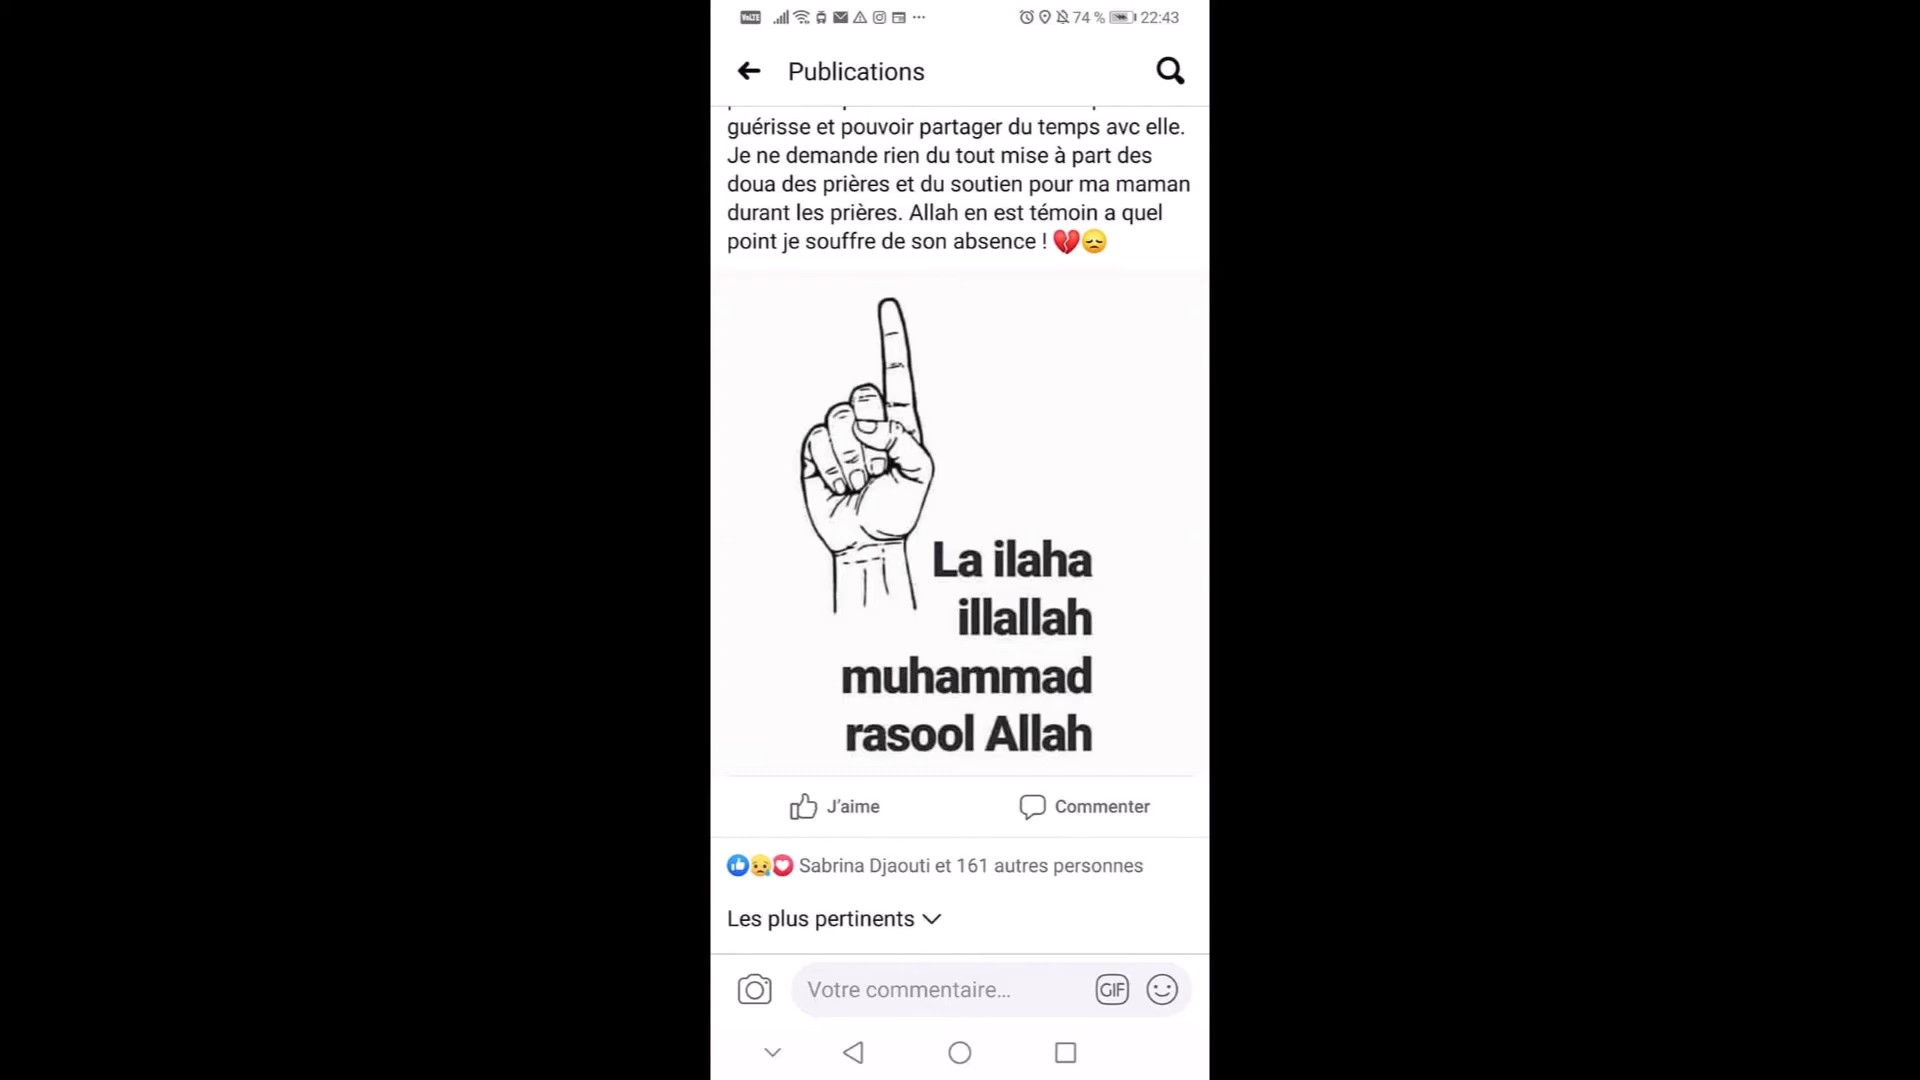 VoLTE 74 % 22:43
Publications
guérisse et pouvoir partager du temps avc elle.
Je ne demande rien du tout mise à part des
doua des prières et du soutien pour ma maman
durant les prières. Allah en est témoin a quel
point je souffre de son absence ! 💔😞
La ilaha
illallah
muhammad
rasool Allah
J'aime Commenter
Sabrina Djaouti et 161 autres personnes
Les plus pertinents
Votre commentaire... GIF